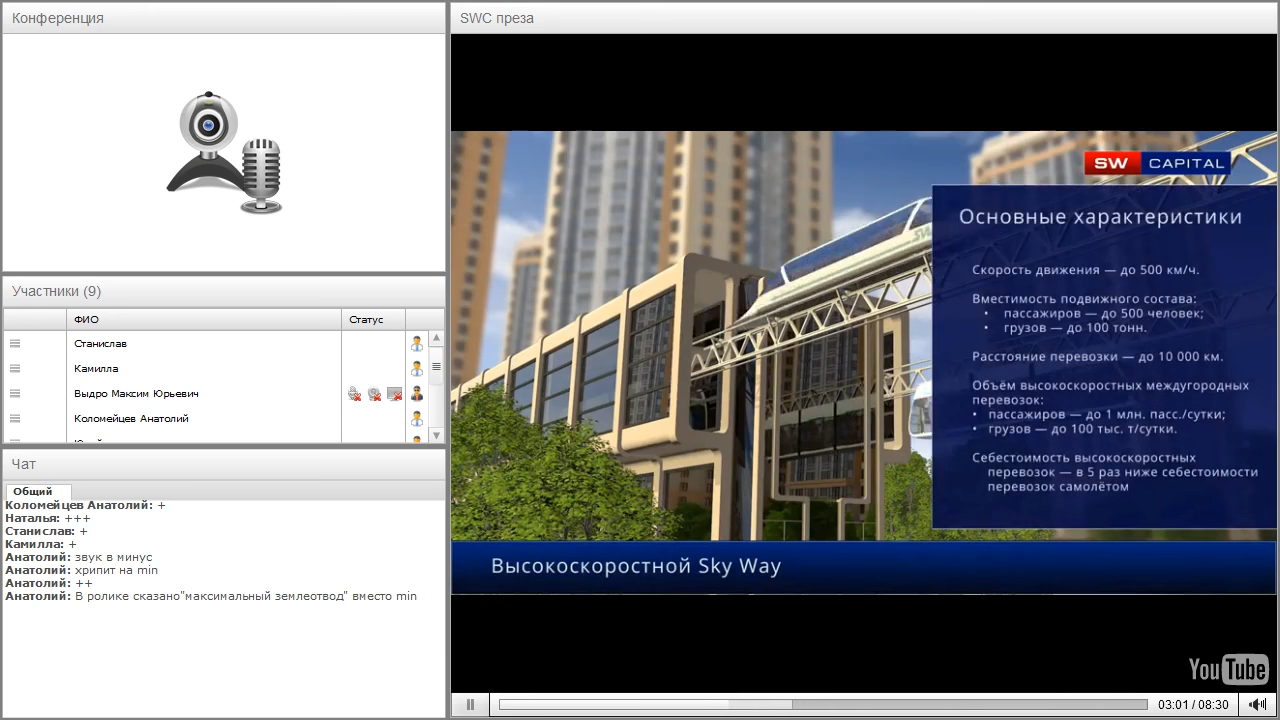 Конференция
Участники (9)
ФИО Статус
Станислав
Камилла
Выдро Максим Юрьевич
Коломейцев Анатолий
Чат
Общий
Коломейцев Анатолий: +
Наталья: +++
Станислав: +
Камилла: +
Анатолий: звук в минус
Анатолий: хрипит на min
Анатолий: ++
Анатолий: В ролике сказано"максимальный землеотвод" вместо min
SWC преза
SW CAPITAL
Основные характеристики
Скорость движения — до 500 км/ч.
Вместимость подвижного состава:
• пассажиров — до 500 человек;
• грузов — до 100 тонн.
Расстояние перевозки — до 10 000 км.
Объём высокоскоростных междугородных
перевозок:
• пассажиров — до 1 млн. пасс./сутки;
• грузов — до 100 тыс. т/сутки.
Себестоимость высокоскоростных
перевозок — в 5 раз ниже себестоимости
перевозок самолётом
Высокоскоростной Sky Way
YouTube
03:01 / 08:30